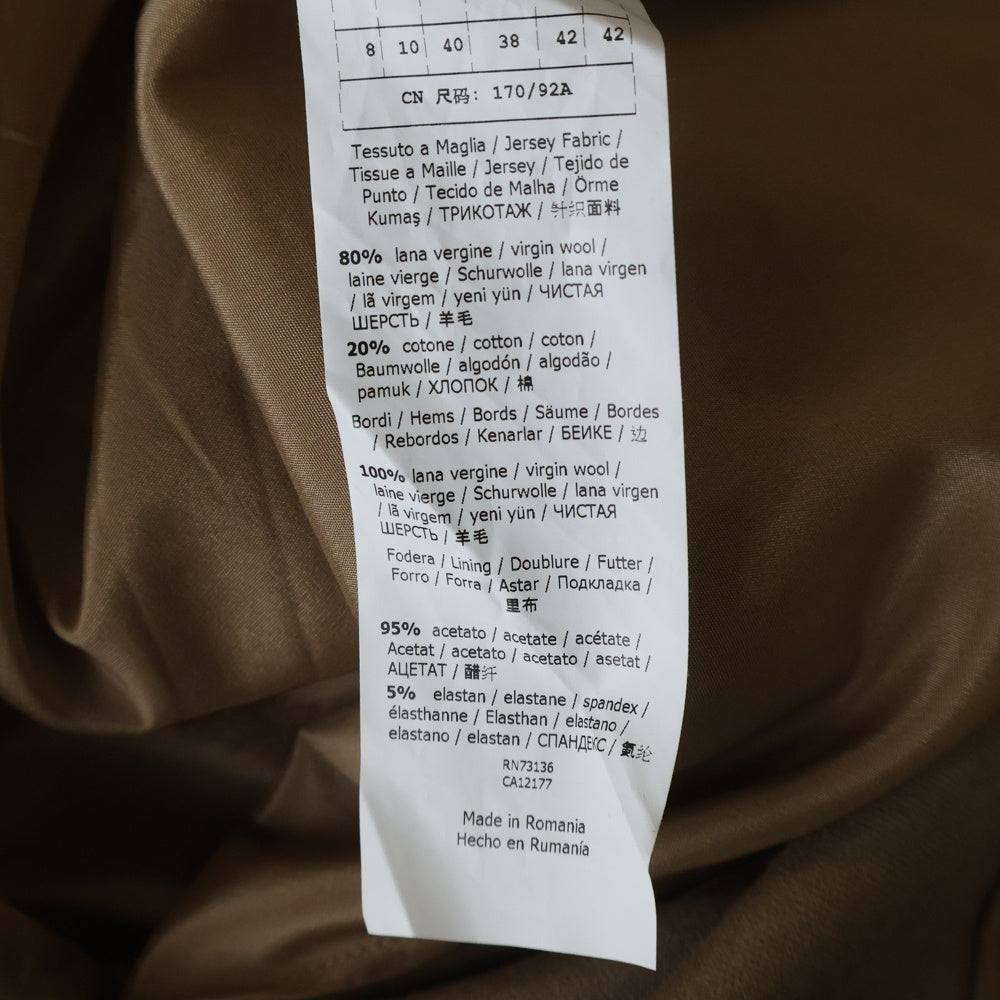 8 10 40 38 42 42
CN 尺码: 170/92A
Tessuto a Maglia / Jersey Fabric /
Tissue a Maille / Jersey / Tejido de
Punto / Tecido de Malha / Örme
Kumaş / ТРИКОТАЖ / 针织面料
80% lana vergine / virgin wool /
laine vierge / Schurwolle / lana virgen
/ lã virgem / yeni yün / ЧИСТАЯ
ШЕРСТЬ / 羊毛
20% cotone / cotton / coton /
Baumwolle / algodón / algodão /
pamuk / ХЛОПОК / 棉
Bordi / Hems / Bords / Säume / Bordes
/ Rebordos / Kenarlar / БЕИКЕ / 边
100% lana vergine / virgin wool /
laine vierge / Schurwolle / lana virgen
/ lã virgem / yeni yün / ЧИСТАЯ
ШЕРСТЬ / 羊毛
Fodera / Lining / Doublure / Futter /
Forro / Forra / Astar / Подкладка /
里布
95% acetato / acetate / acétate /
Acetat / acetato / acetato / asetat /
АЦЕТАТ / 醋纤
5% elastan / elastane / spandex /
élasthanne / Elasthan / elastano /
elastano / elastan / СПАНДЕКС / 氨纶
RN73136
CA12177
Made in Romania
Hecho en Rumanía